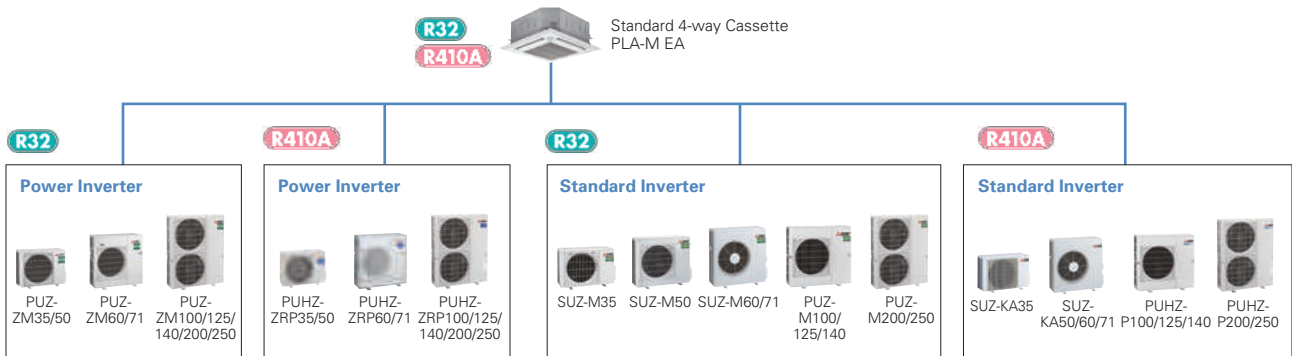 R32
R410A
Standard 4-way Cassette
PLA-M EA
R32
Power Inverter
PUZ-
ZM35/50
PUZ-
ZM60/71
PUZ-
ZM100/125/
140/200/250
R410A
Power Inverter
PUHZ-
ZRP35/50
PUHZ-
ZRP60/71
PUHZ-
ZRP100/125/
140/200/250
R32
Standard Inverter
SUZ-M35
SUZ-M50
SUZ-M60/71
PUZ-
M100/
125/140
PUZ-
M200/250
R410A
Standard Inverter
SUZ-KA35
SUZ-
KA50/60/71
PUHZ-
P100/125/140
PUHZ-
P200/250